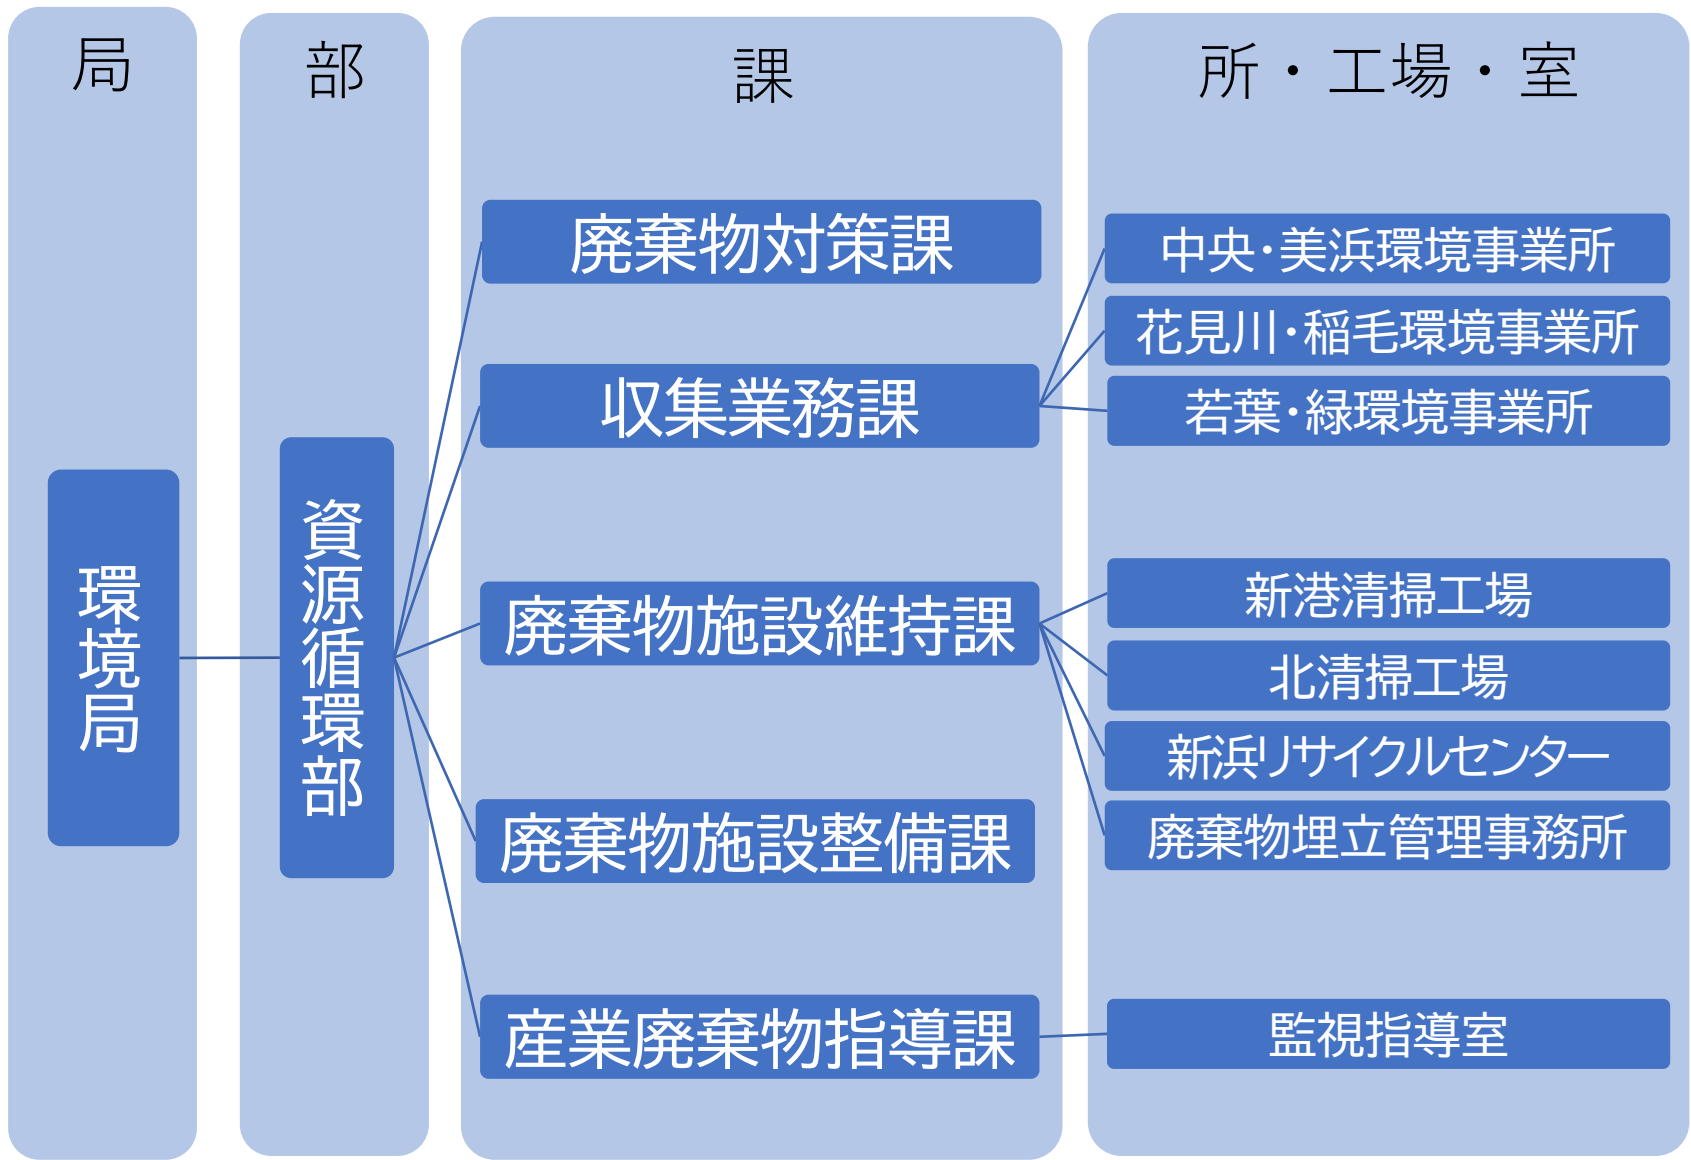 局
部
課
所・工場・室
環境局
資源循環部
廃棄物対策課
収集業務課
廃棄物施設維持課
廃棄物施設整備課
産業廃棄物指導課
中央・美浜環境事業所
花見川・稲毛環境事業所
若葉・緑環境事業所
新港清掃工場
北清掃工場
新浜リサイクルセンター
廃棄物埋立管理事務所
監視指導室